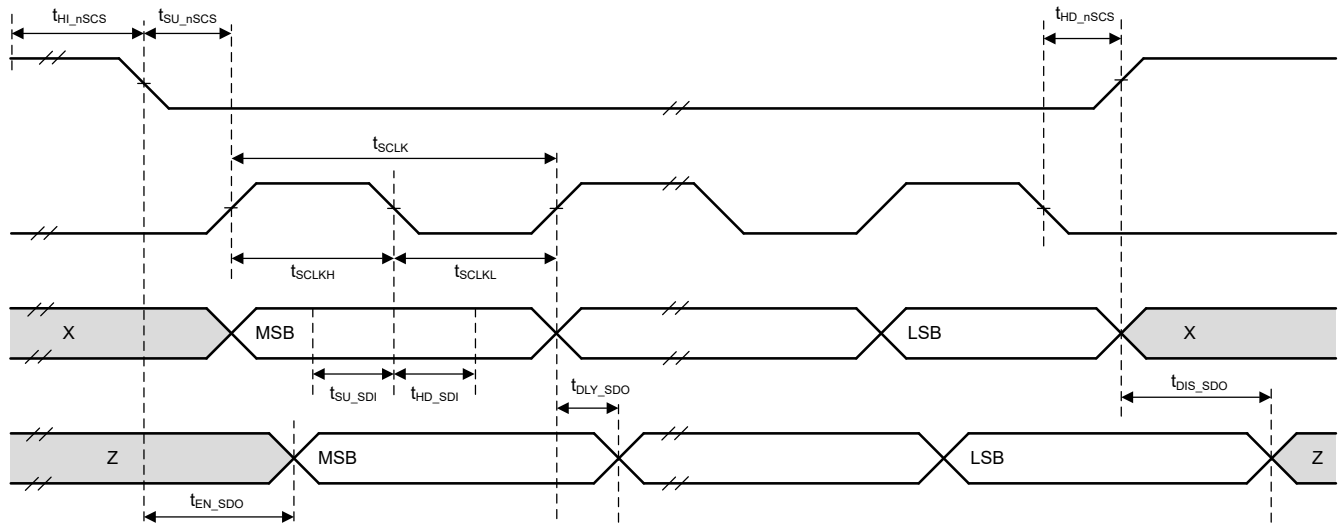 tHI_nSCS tSU_nSCS tHD_nSCS
tSCLK
tSCLKH tSCLKL
X MSB LSB X
tSU_SDI tHD_SDI tDLY_SDO tDIS_SDO
Z MSB LSB Z
tEN_SDO